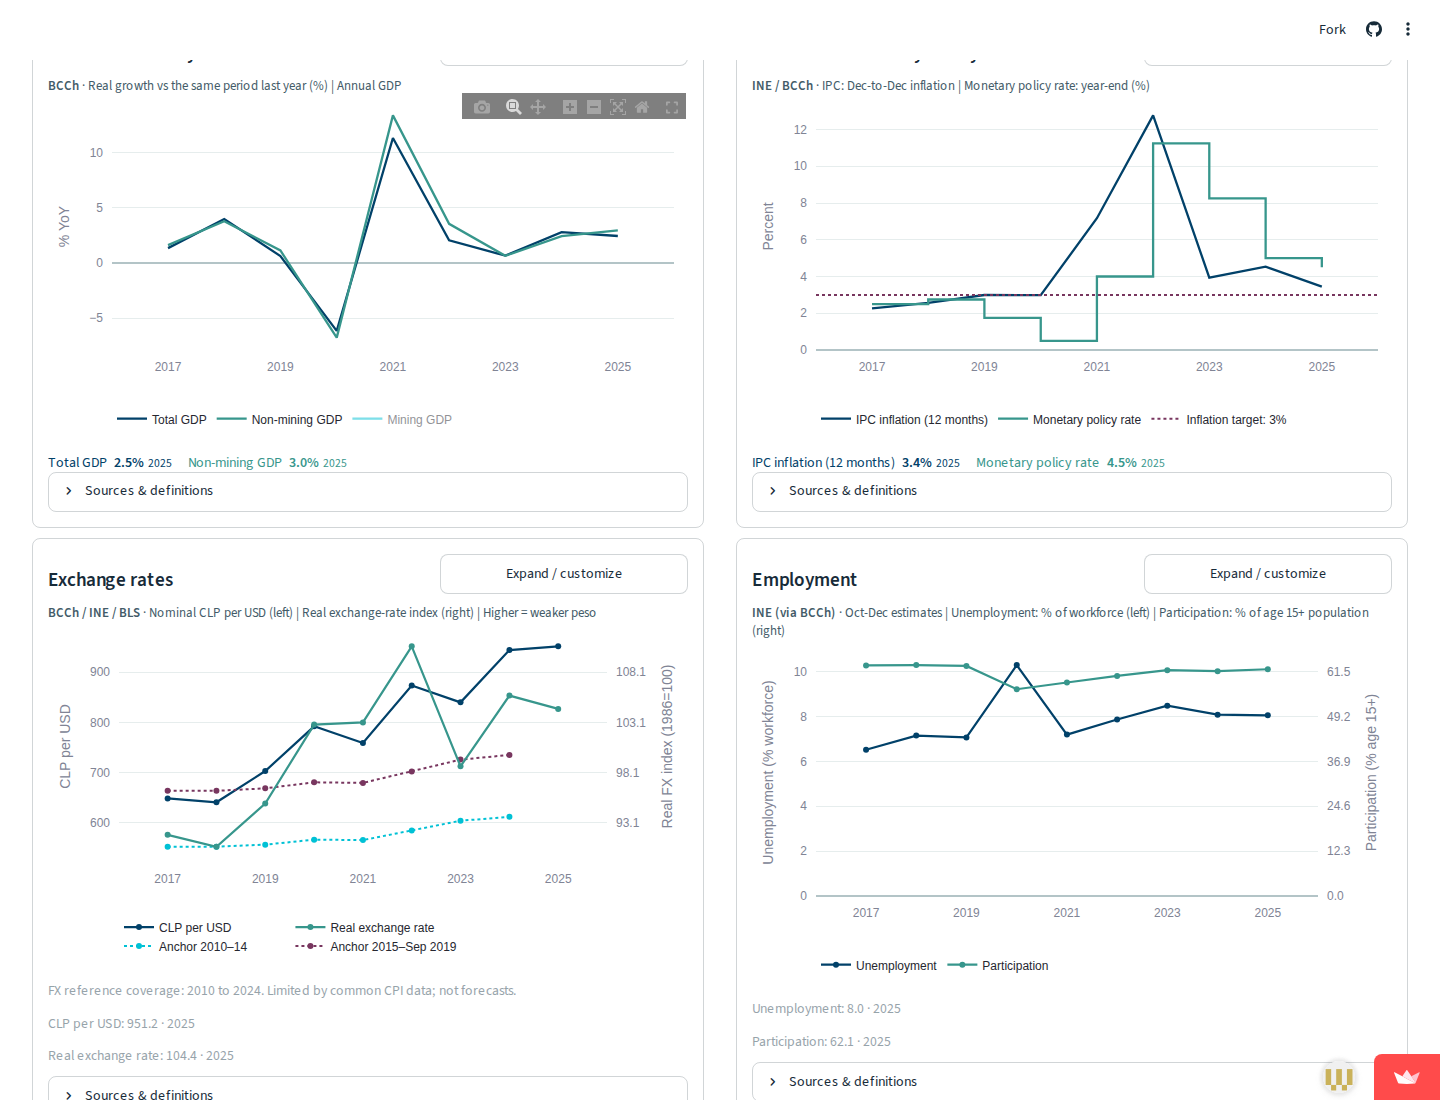 Fork
BCCh · Real growth vs the same period last year (%) | Annual GDP
% YoY
10
5
0
−5
2017
2019
2021
2023
2025
Total GDP
Non-mining GDP
Mining GDP
Total GDP 2.5% 2025 Non-mining GDP 3.0% 2025
Sources & definitions
INE / BCCh · IPC: Dec-to-Dec inflation | Monetary policy rate: year-end (%)
Percent
12
10
8
6
4
2
0
2017
2019
2021
2023
2025
IPC inflation (12 months)
Monetary policy rate
Inflation target: 3%
IPC inflation (12 months) 3.4% 2025 Monetary policy rate 4.5% 2025
Sources & definitions
Exchange rates
Expand / customize
BCCh / INE / BLS · Nominal CLP per USD (left) | Real exchange-rate index (right) | Higher = weaker peso
CLP per USD
900
800
700
600
108.1
103.1
98.1
93.1
Real FX index (1986=100)
2017
2019
2021
2023
2025
CLP per USD
Real exchange rate
Anchor 2010–14
Anchor 2015–Sep 2019
FX reference coverage: 2010 to 2024. Limited by common CPI data; not forecasts.
CLP per USD: 951.2 · 2025
Real exchange rate: 104.4 · 2025
Sources & definitions
Employment
Expand / customize
INE (via BCCh) · Oct-Dec estimates | Unemployment: % of workforce (left) | Participation: % of age 15+ population
(right)
Unemployment (% workforce)
10
8
6
4
2
0
61.5
49.2
36.9
24.6
12.3
0.0
Participation (% age 15+)
2017
2019
2021
2023
2025
Unemployment
Participation
Unemployment: 8.0 · 2025
Participation: 62.1 · 2025
Sources & definitions